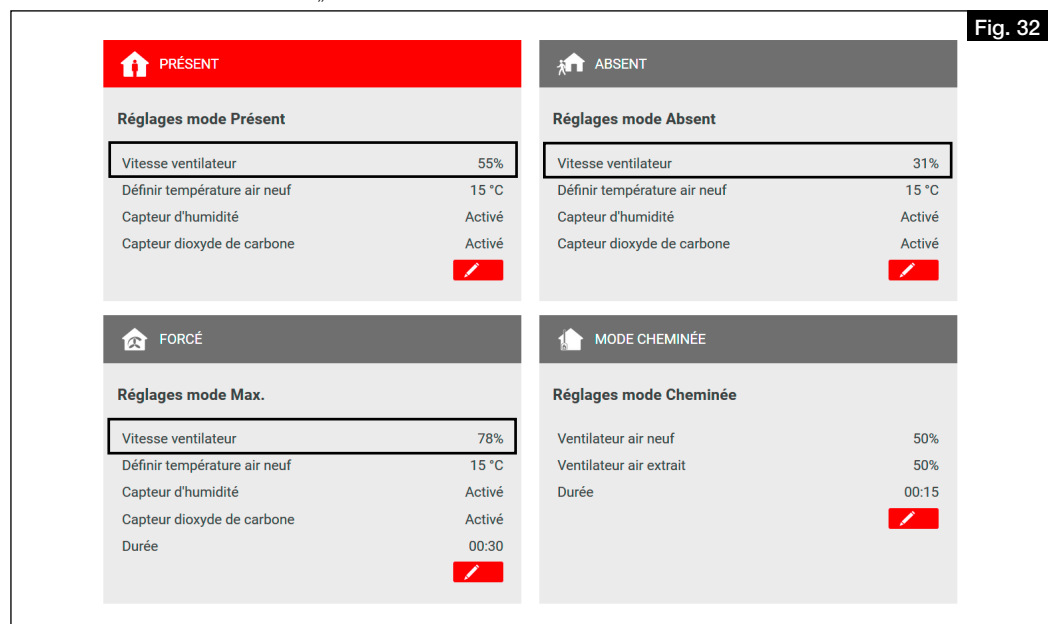 Fig. 32
PRÉSENT
Réglages mode Présent
Vitesse ventilateur 55%
Définir température air neuf 15 °C
Capteur d'humidité Activé
Capteur dioxyde de carbone Activé
ABSENT
Réglages mode Absent
Vitesse ventilateur 31%
Définir température air neuf 15 °C
Capteur d'humidité Activé
Capteur dioxyde de carbone Activé
FORCÉ
Réglages mode Max.
Vitesse ventilateur 78%
Définir température air neuf 15 °C
Capteur d'humidité Activé
Capteur dioxyde de carbone Activé
Durée 00:30
MODE CHEMINÉE
Réglages mode Cheminée
Ventilateur air neuf 50%
Ventilateur air extrait 50%
Durée 00:15